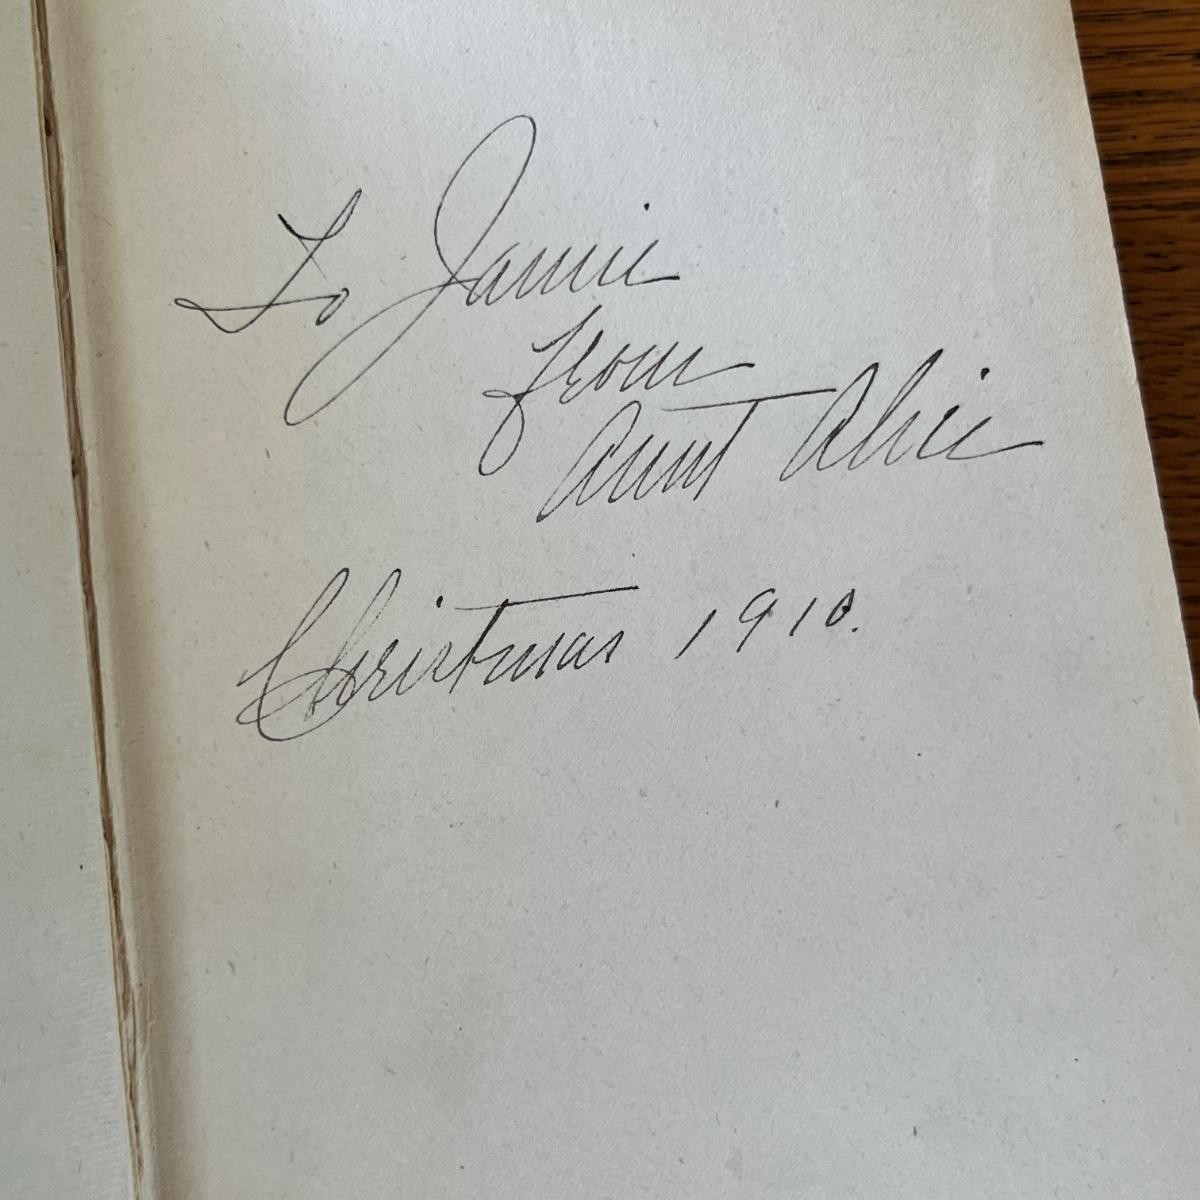 To Jamie
from
Aunt Alice
Christmas 1910.